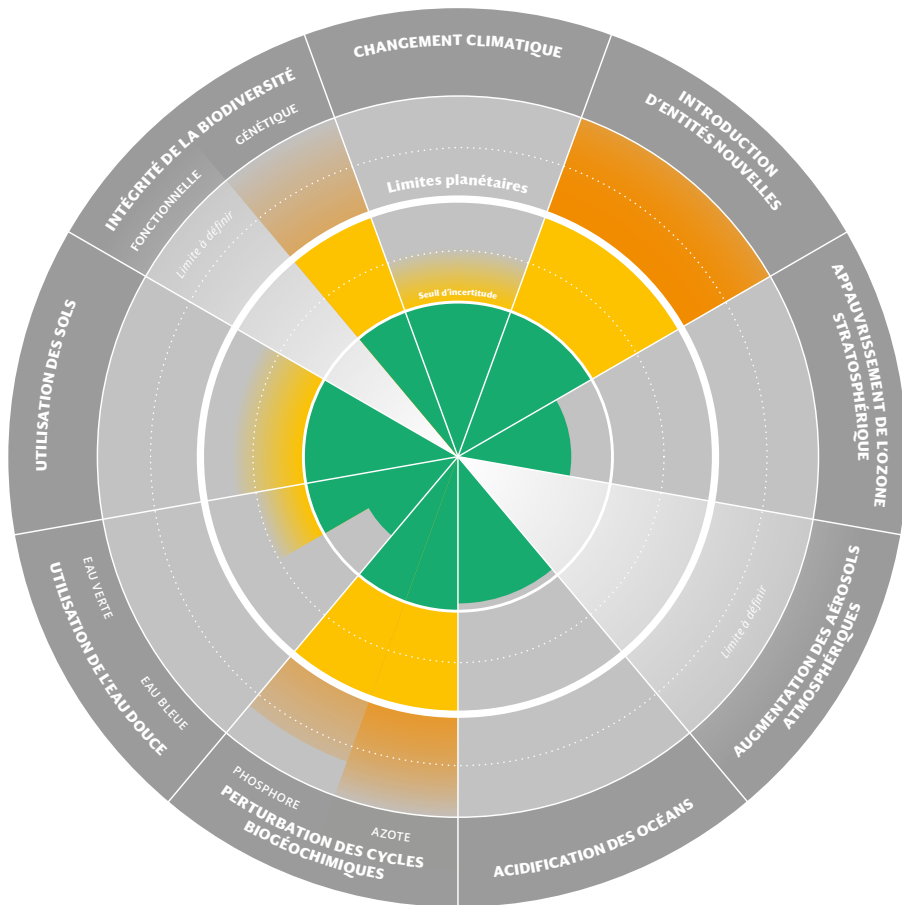 CHANGEMENT CLIMATIQUE
INTRODUCTION
D'ENTITÉS NOUVELLES
APPAUVRISSEMENT DE L'OZONE
STRATOSPHÉRIQUE
AUGMENTATION DES AÉROSOLS
ATMOSPHÉRIQUES
Limite à définir
ACIDIFICATION DES OCÉANS
AZOTE
PHOSPHORE
PERTURBATION DES CYCLES
BIOGÉOCHIMIQUES
EAU BLEUE
EAU VERTE
UTILISATION DE L'EAU DOUCE
UTILISATION DES SOLS
INTÉGRITÉ DE LA BIODIVERSITÉ
FONCTIONNELLE
GÉNÉTIQUE
Limite à définir
Limites planétaires
Seuil d'incertitude